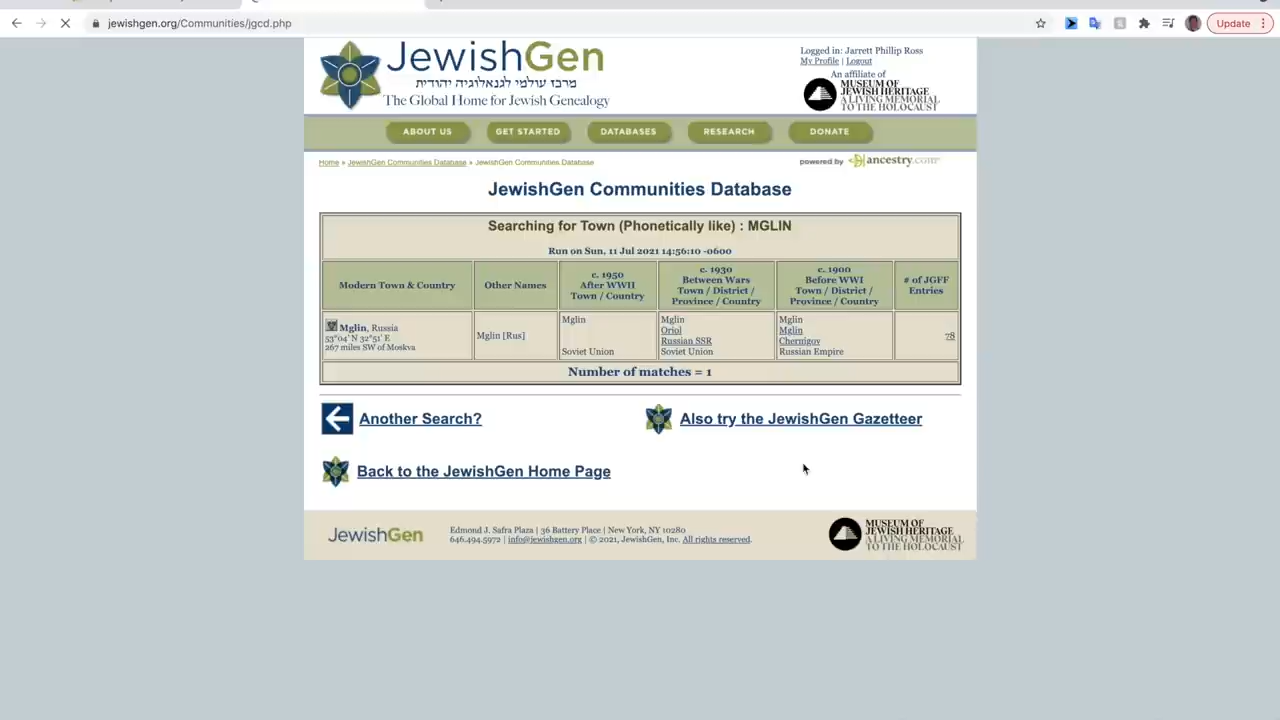 jewishgen.org/Communities/jgcd.php
Update
JewishGen
מרכז עולמי לגנאלוגיה יהודית
The Global Home for Jewish Genealogy
Logged in: Jarrett Phillip Ross
My Profile | Logout
An affiliate of
MUSEUM OF
JEWISH HERITAGE
A LIVING MEMORIAL
TO THE HOLOCAUST
ABOUT US GET STARTED DATABASES RESEARCH DONATE
Home » JewishGen Communities Database » JewishGen Communities Database
powered by ancestry.com
JewishGen Communities Database
Searching for Town (Phonetically like) : MGLIN
Run on Sun, 11 Jul 2021 14:56:10 -0600
Modern Town & Country
Other Names
c. 1950
After WWII
Town / Country
c. 1930
Between Wars
Town / District /
Province / Country
c. 1900
Before WWI
Town / District /
Province / Country
# of JGFF
Entries
Mglin, Russia
53°04' N 32°51' E
267 miles SW of Moskva
Mglin [Rus]
Mglin
Soviet Union
Mglin
Oriol
Russian SSR
Soviet Union
Mglin
Mglin
Chernigov
Russian Empire
78
Number of matches = 1
Another Search?
Also try the JewishGen Gazetteer
Back to the JewishGen Home Page
JewishGen
Edmond J. Safra Plaza | 36 Battery Place | New York, NY 10280
646.494.5972 | info@jewishgen.org | © 2021, JewishGen, Inc. All rights reserved.
MUSEUM OF
JEWISH HERITAGE
A LIVING MEMORIAL
TO THE HOLOCAUST